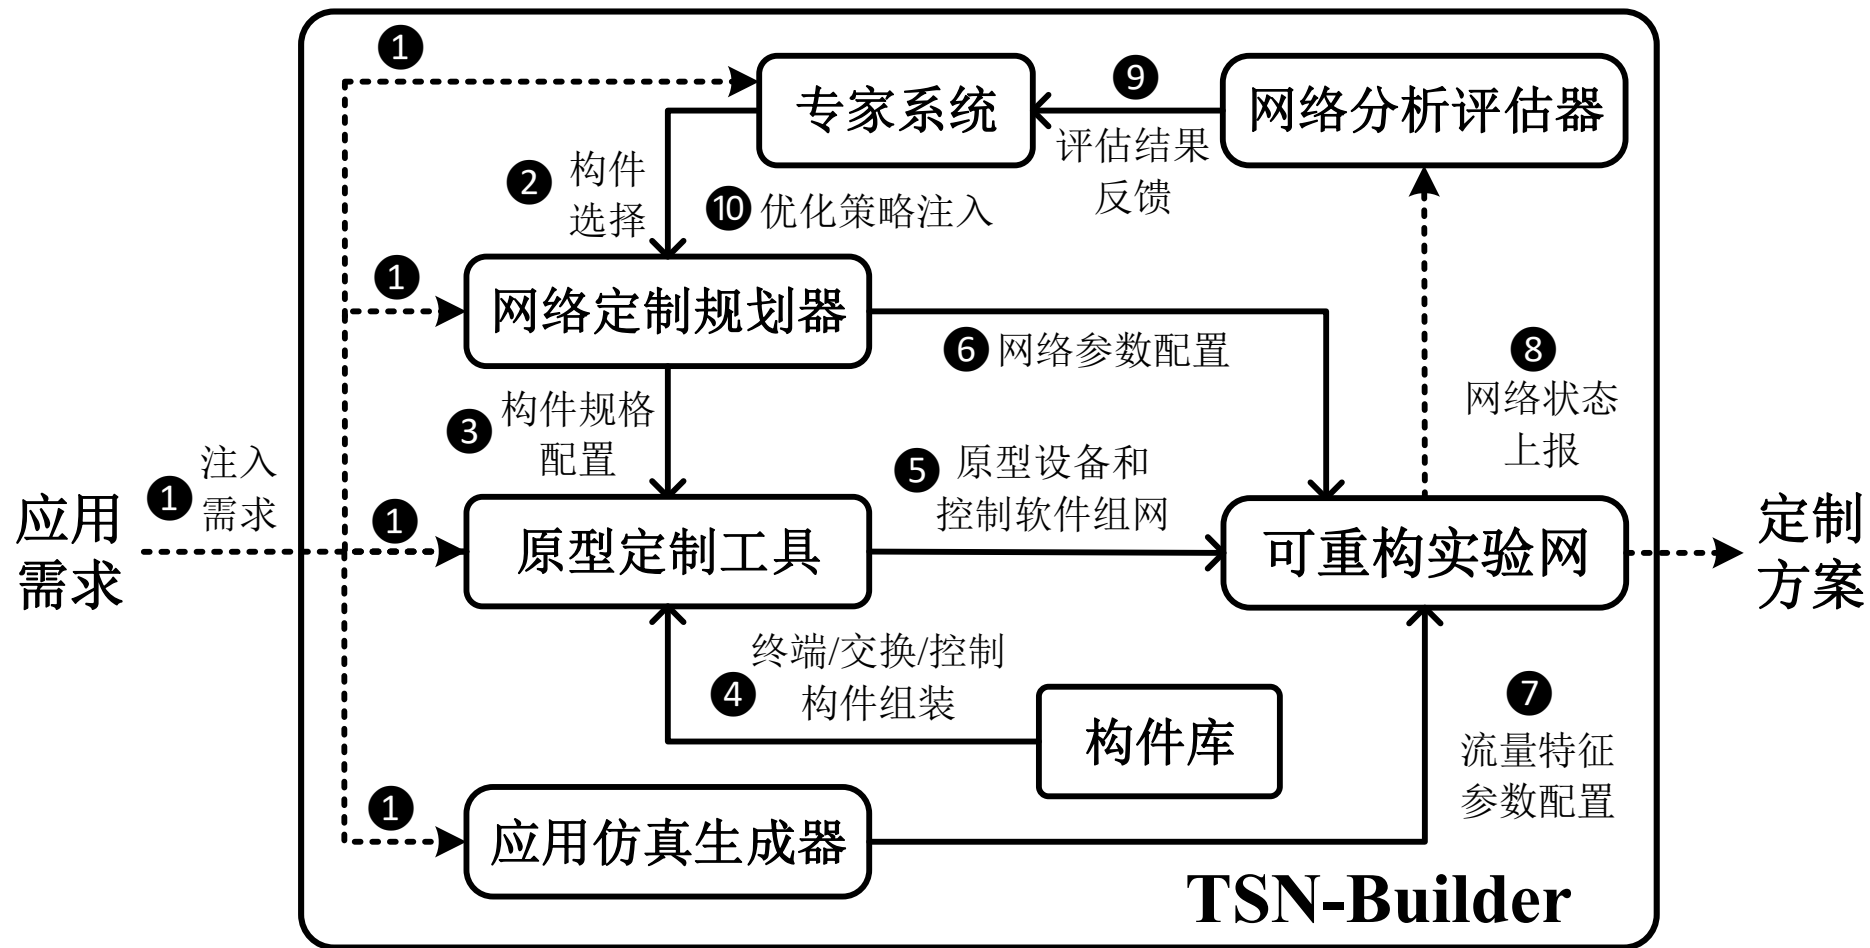 ❶
专家系统
❾
网络分析评估器
评估结果
反馈
❷
构件
选择
❿ 优化策略注入
❶
网络定制规划器
❻ 网络参数配置
❽
网络状态
上报
❸
构件规格
配置
❶
注入
需求
应用
需求
❶
原型定制工具
❺
原型设备和
控制软件组网
可重构实验网
定制
方案
❹
终端/交换/控制
构件组装
构件库
❼
流量特征
参数配置
❶
应用仿真生成器
TSN-Builder